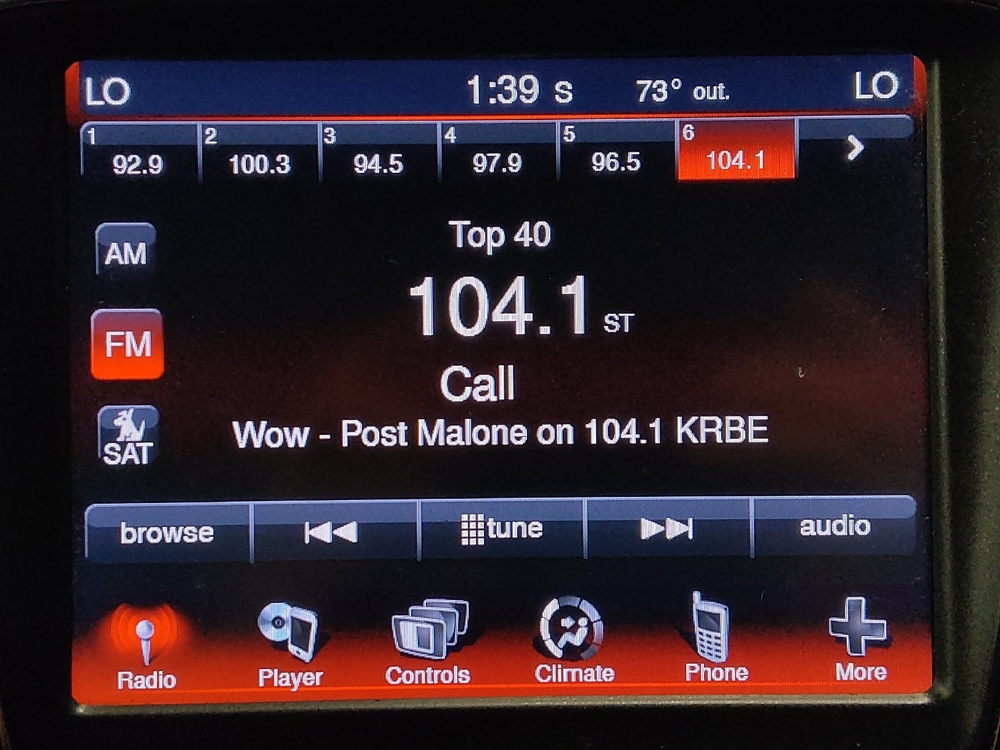 LO 1:39 S 73° out. LO
1 2 3 4 5 6
92.9 100.3 94.5 97.9 96.5 104.1
AM
Top 40
104.1 ST
FM
Call
SAT
Wow - Post Malone on 104.1 KRBE
browse tune audio
Radio Player Controls Climate Phone More